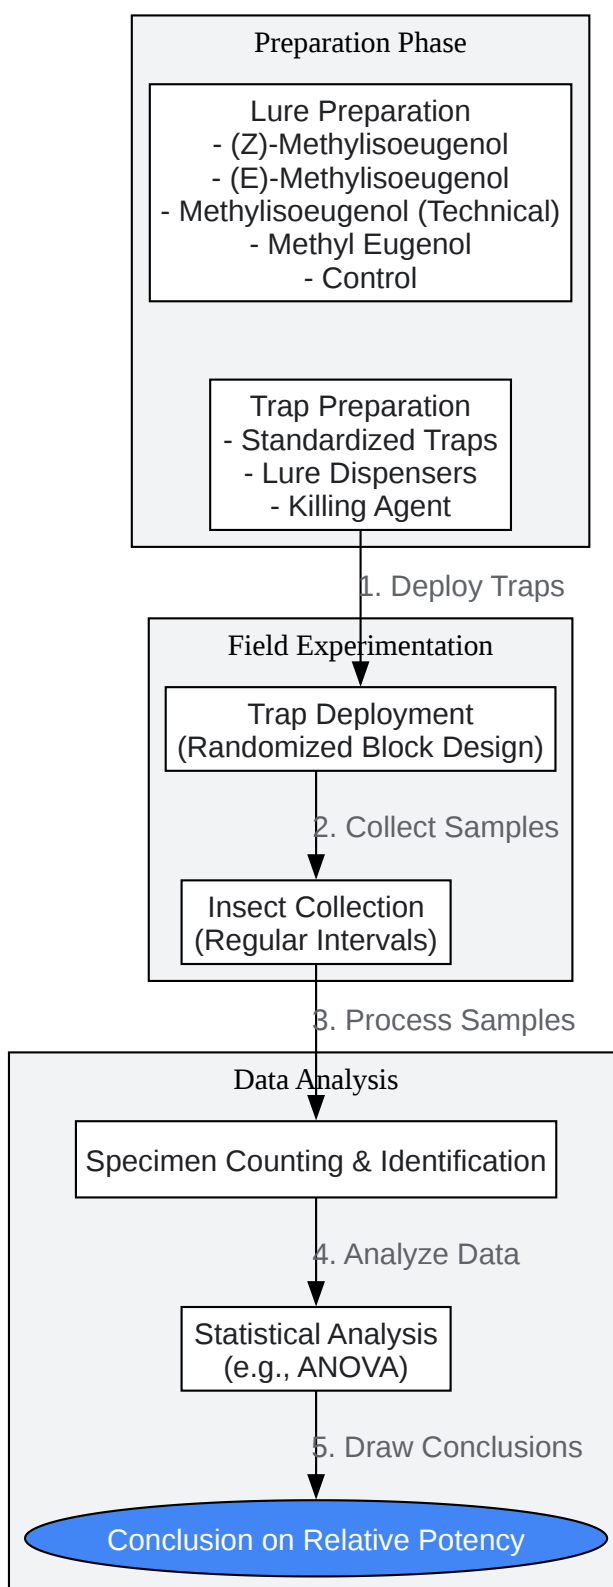 Preparation Phase
Lure Preparation
- (Z)-Methylisoeugenol
- (E)-Methylisoeugenol
- Methylisoeugenol (Technical)
- Methyl Eugenol
- Control
Trap Preparation
- Standardized Traps
- Lure Dispensers
- Killing Agent
1. Deploy Traps
Field Experimentation
Trap Deployment
(Randomized Block Design)
2. Collect Samples
Insect Collection
(Regular Intervals)
3. Process Samples
Data Analysis
Specimen Counting & Identification
4. Analyze Data
Statistical Analysis
(e.g., ANOVA)
5. Draw Conclusions
Conclusion on Relative Potency